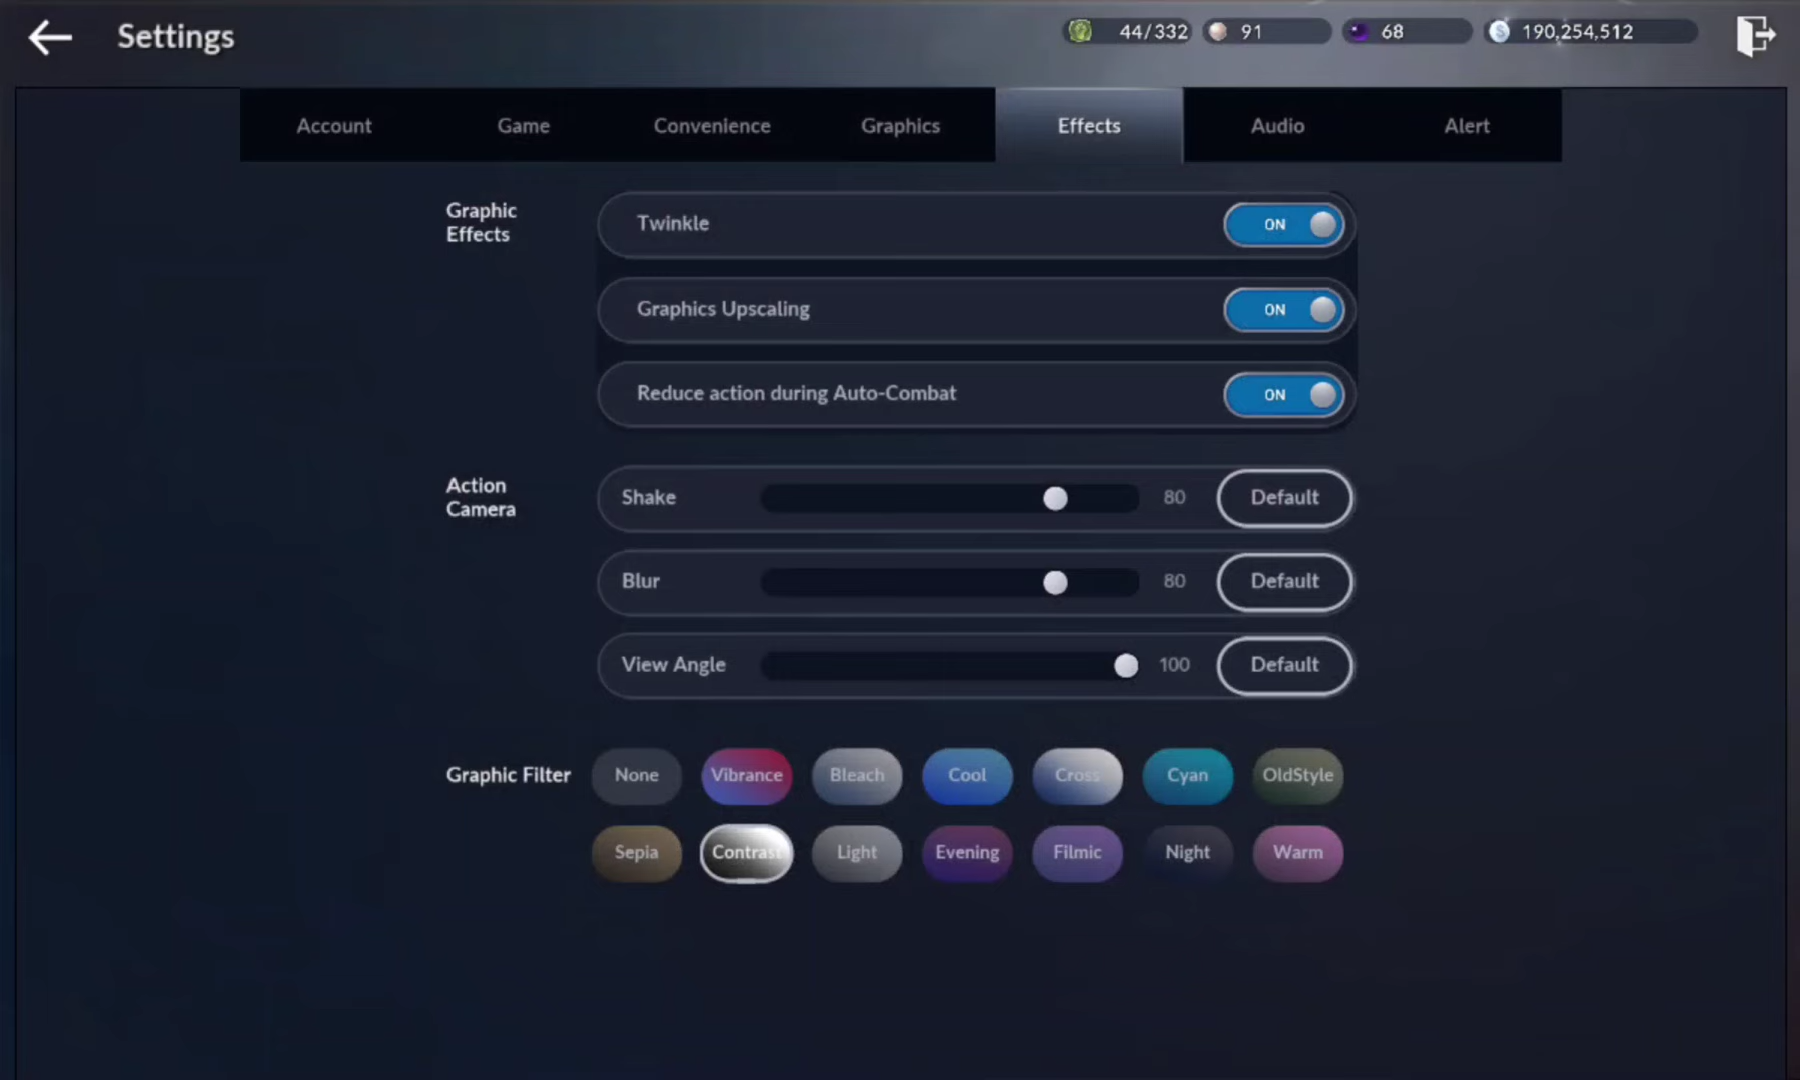 Settings
44/332
91
68
190,254,512
Account
Game
Convenience
Graphics
Effects
Audio
Alert
Graphic
Effects
Twinkle
ON
Graphics Upscaling
ON
Reduce action during Auto-Combat
ON
Action
Camera
Shake
80
Default
Blur
80
Default
View Angle
100
Default
Graphic Filter
None
Vibrance
Bleach
Cool
Cross
Cyan
OldStyle
Sepia
Contrast
Light
Evening
Filmic
Night
Warm